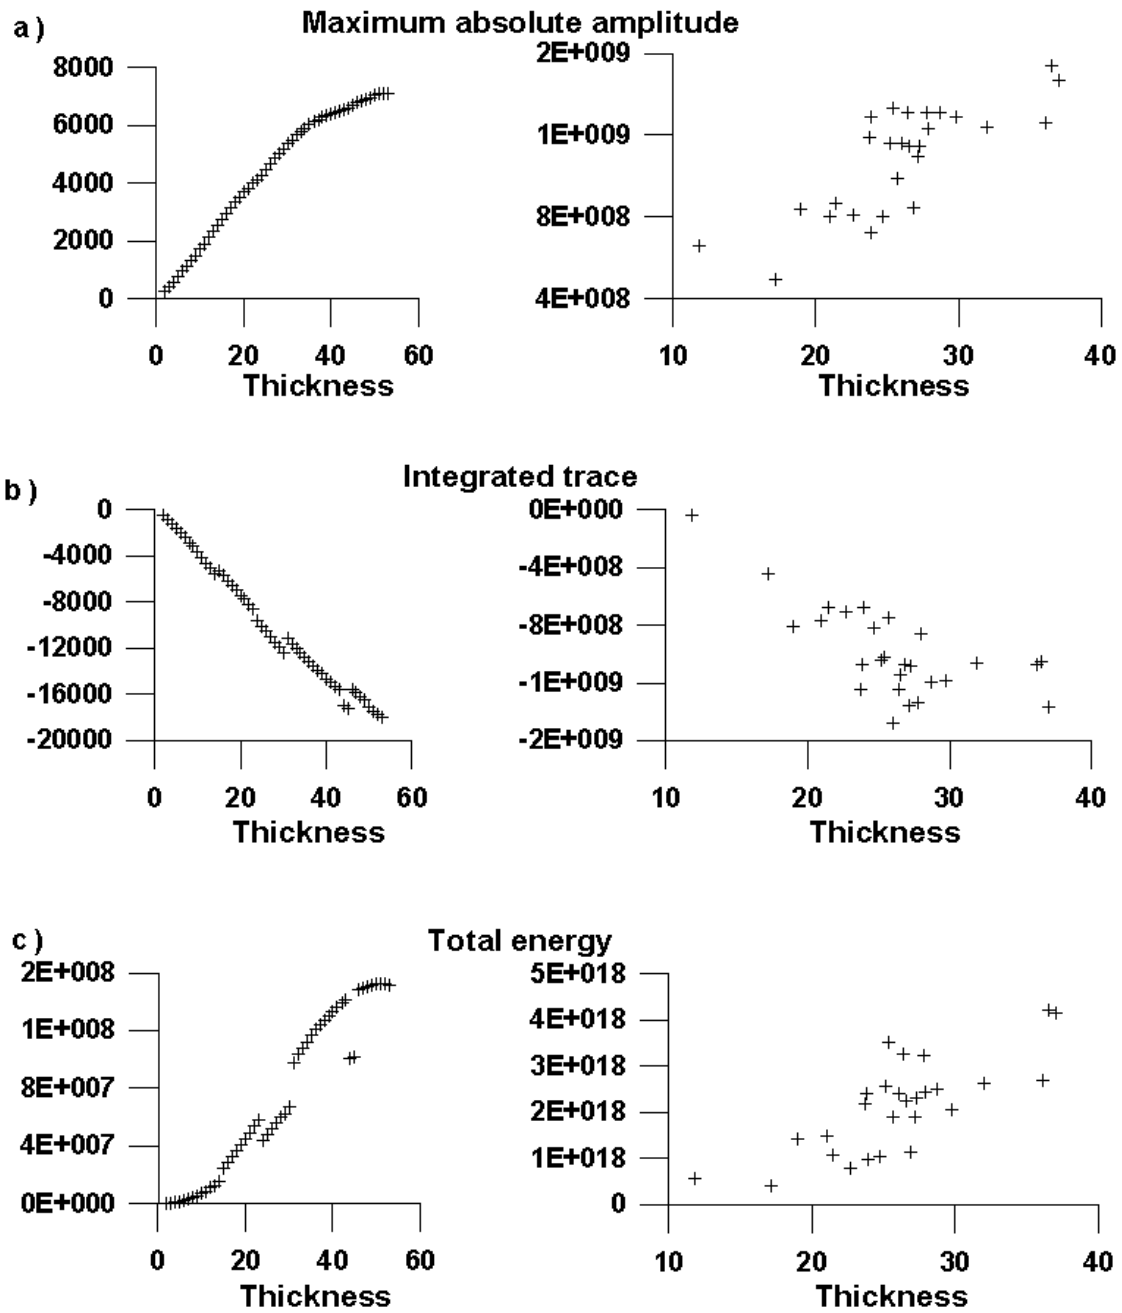 a )
Maximum absolute amplitude
8000
6000
4000
2000
0
0 20 40 60
Thickness
2E+009
1E+009
8E+008
4E+008
10 20 30 40
Thickness
b )
Integrated trace
0
-4000
-8000
-12000
-16000
-20000
0 20 40 60
Thickness
0E+000
-4E+008
-8E+008
-1E+009
-2E+009
10 20 30 40
Thickness
c )
Total energy
2E+008
1E+008
8E+007
4E+007
0E+000
0 20 40 60
Thickness
5E+018
4E+018
3E+018
2E+018
1E+018
0
10 20 30 40
Thickness